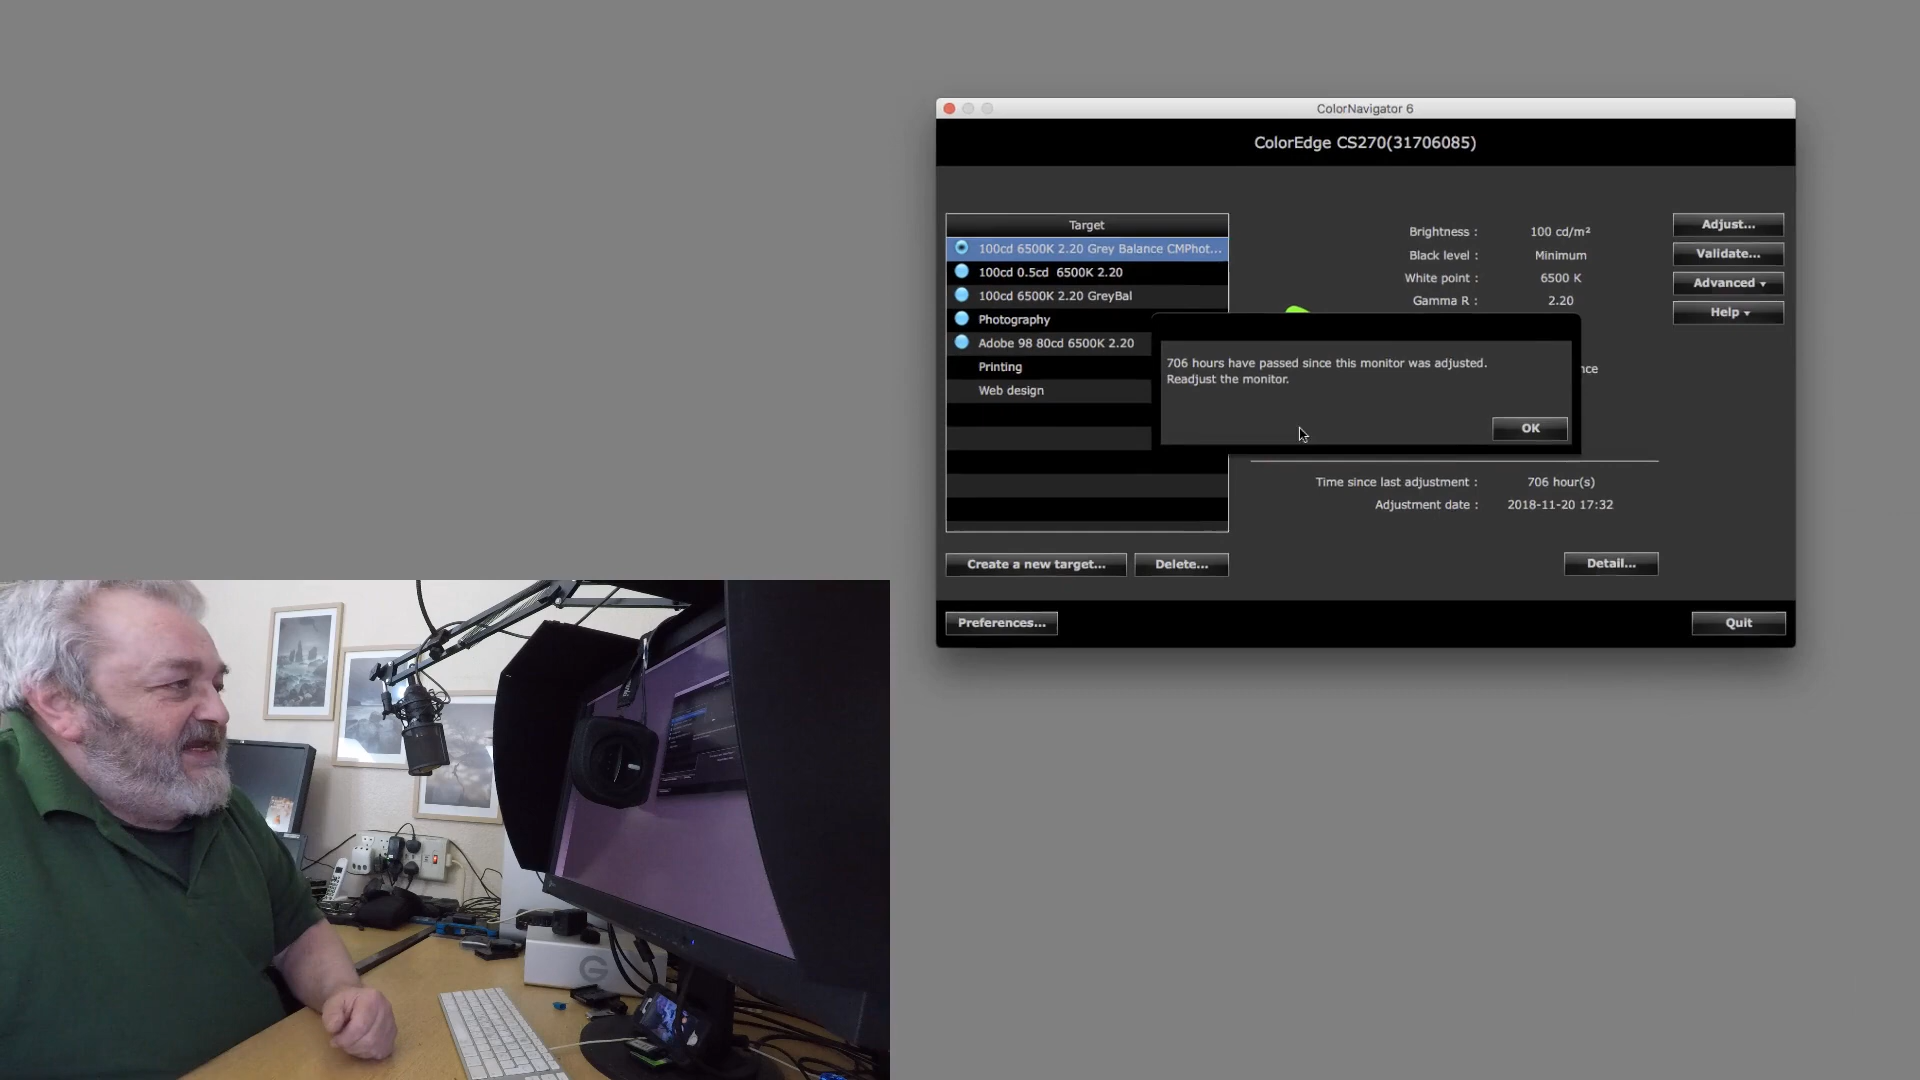 ColorNavigator 6
ColorEdge CS270(31706085)
Target
100cd 6500K 2.20 Grey Balance CMPhot...
100cd 0.5cd 6500K 2.20
100cd 6500K 2.20 GreyBal
Photography
Adobe 98 80cd 6500K 2.20
Printing
Web design
Brightness : 100 cd/m²
Black level : Minimum
White point : 6500 K
Gamma R : 2.20
nce
Adjust...
Validate...
Advanced
Help
706 hours have passed since this monitor was adjusted.
Readjust the monitor.
OK
Time since last adjustment : 706 hour(s)
Adjustment date : 2018-11-20 17:32
Create a new target...
Delete...
Detail...
Preferences...
Quit
G